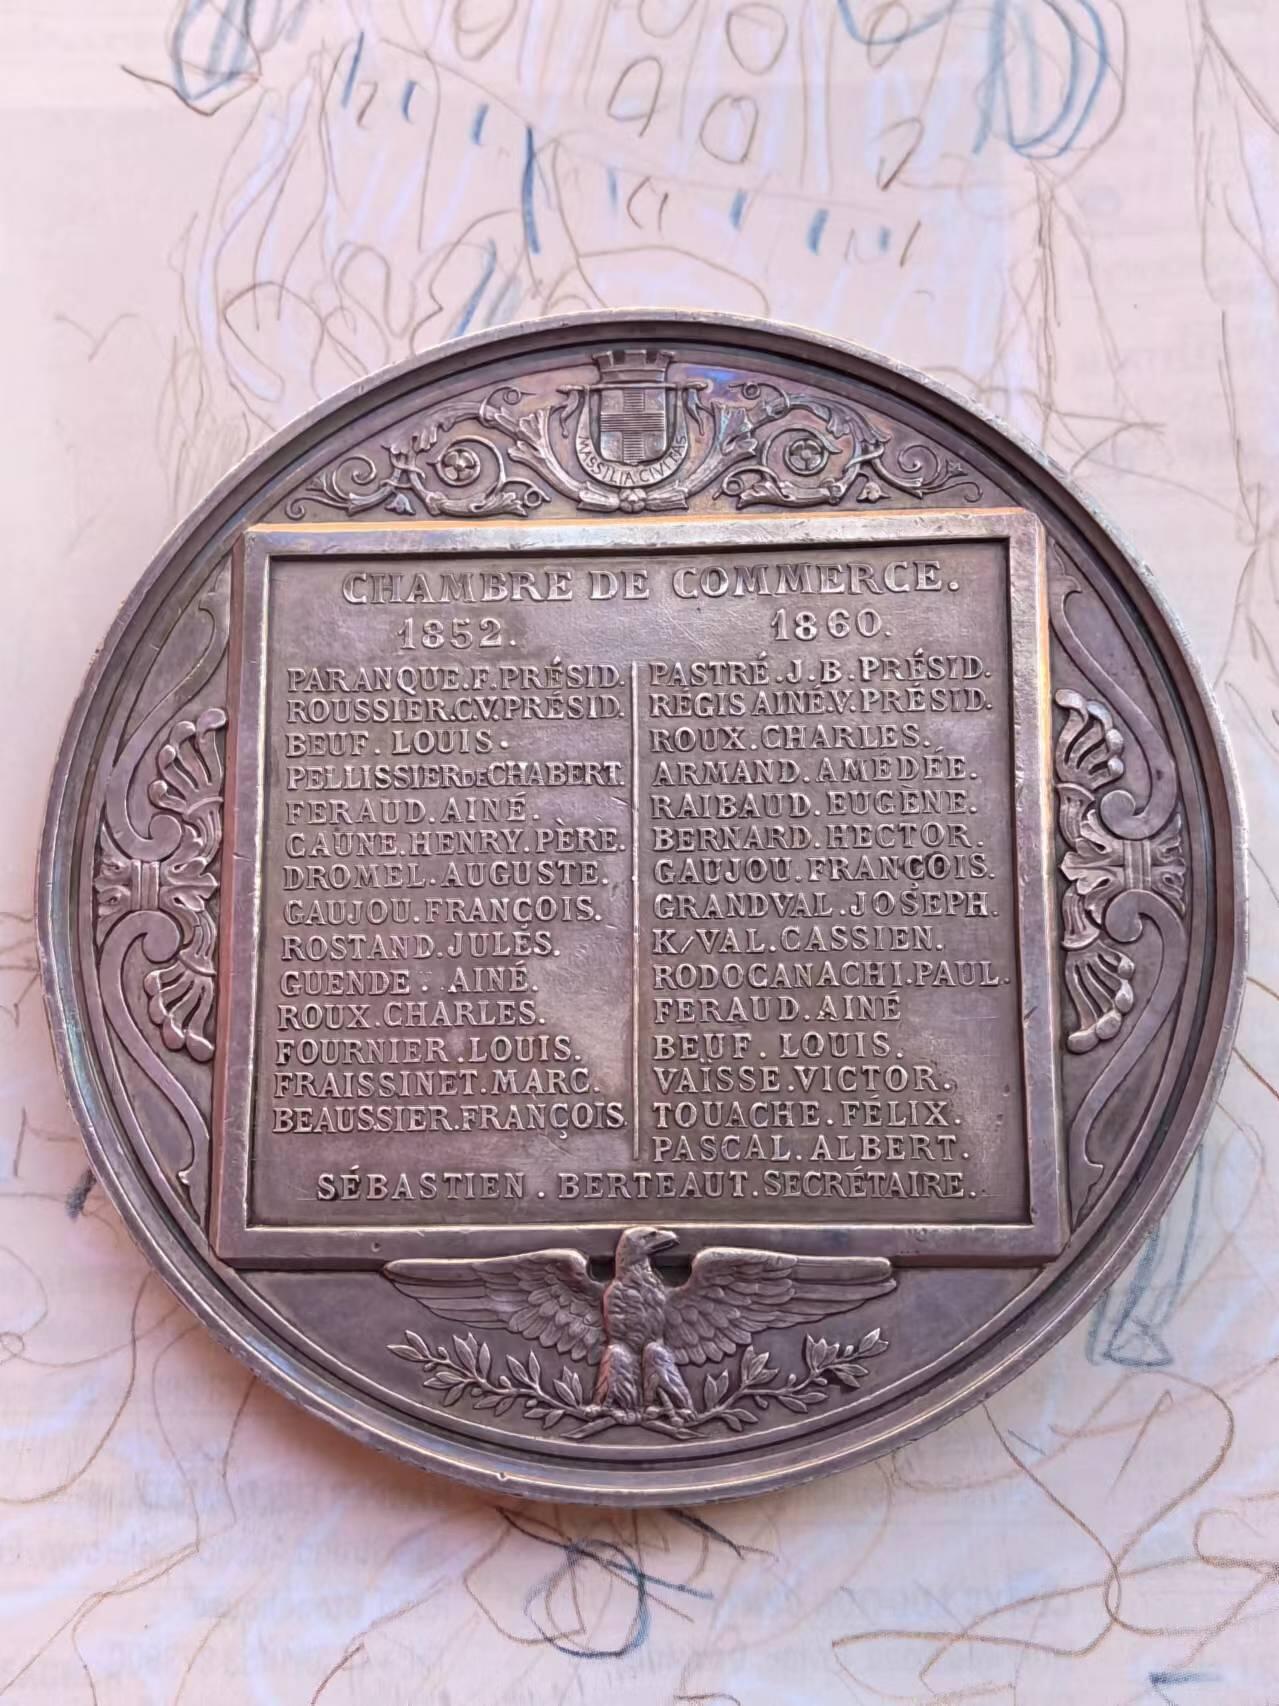 MASSILIA CIVITAS
CHAMBRE DE COMMERCE.
1852.
PARANQUE.F.PRÉSID.
ROUSSIER.C.V.PRÉSID.
BEUF. LOUIS.
PELLISSIER DE CHABERT.
FERAUD. AINÉ.
CAUNE.HENRY.PÈRE.
DROMEL.AUGUSTE.
GAUJOU.FRANÇOIS.
ROSTAND.JULES.
GUENDE. AINÉ.
ROUX.CHARLES.
FOURNIER.LOUIS.
FRAISSINET.MARC.
BEAUSSIER.FRANÇOIS
1860.
PASTRÉ.J.B.PRÉSID.
RÉGIS AINÉ.V.PRÉSID.
ROUX.CHARLES.
ARMAND.AMEDÉE.
RAIBAUD.EUGÈNE.
BERNARD.HECTOR.
GAUJOU.FRANÇOIS.
GRANDVAL.JOSEPH.
K/VAL.CASSIEN.
RODOCANACHI.PAUL.
FERAUD.AINÉ
BEUF. LOUIS.
VAÏSSE.VICTOR.
TOUACHE.FÉLIX.
PASCAL.ALBERT.
SÉBASTIEN.BERTEAUT.SECRÉTAIRE.